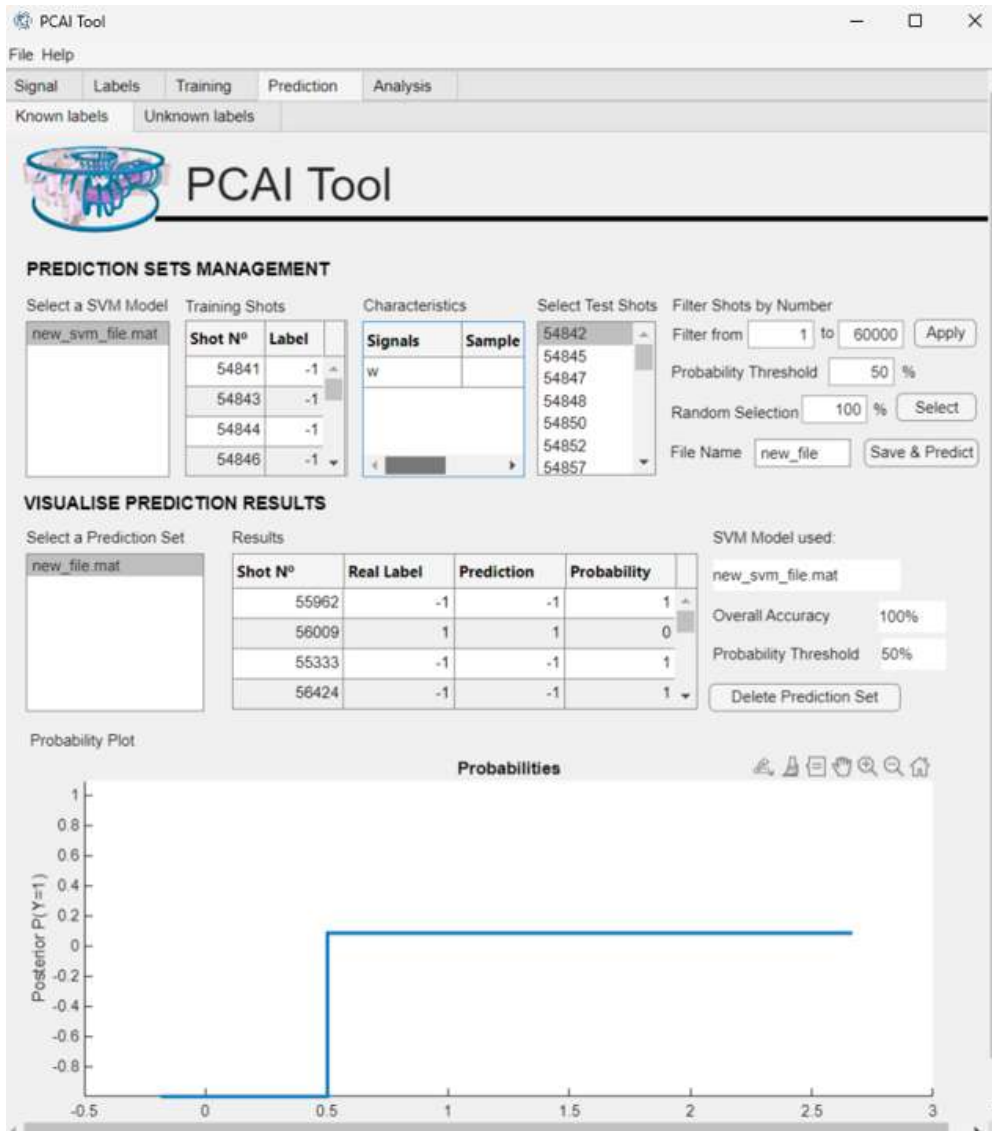 PCAI Tool
File Help
Signal Labels Training Prediction Analysis
Known labels Unknown labels
PCAI Tool
PREDICTION SETS MANAGEMENT
Select a SVM Model Training Shots Characteristics Select Test Shots Filter Shots by Number
new_svm_file.mat Shot Nº Label Signals Sample 54842 Filter from 1 to 60000 Apply
54841 -1 w 54845
54843 -1 54847 Probability Threshold 50 %
54844 -1 54848 Random Selection 100 % Select
54846 -1 54850
54852 File Name new_file Save & Predict
54857
VISUALISE PREDICTION RESULTS
Select a Prediction Set Results SVM Model used:
new_file.mat Shot Nº Real Label Prediction Probability new_svm_file.mat
55962 -1 -1 1
56009 1 1 0 Overall Accuracy 100%
55333 -1 -1 1 Probability Threshold 50%
56424 -1 -1 1 Delete Prediction Set
Probability Plot
Probabilities
Posterior P(Y=1)
1
0.8
0.6
0.4
0.2
0
-0.2
-0.4
-0.6
-0.8
-0.5 0 0.5 1 1.5 2 2.5 3